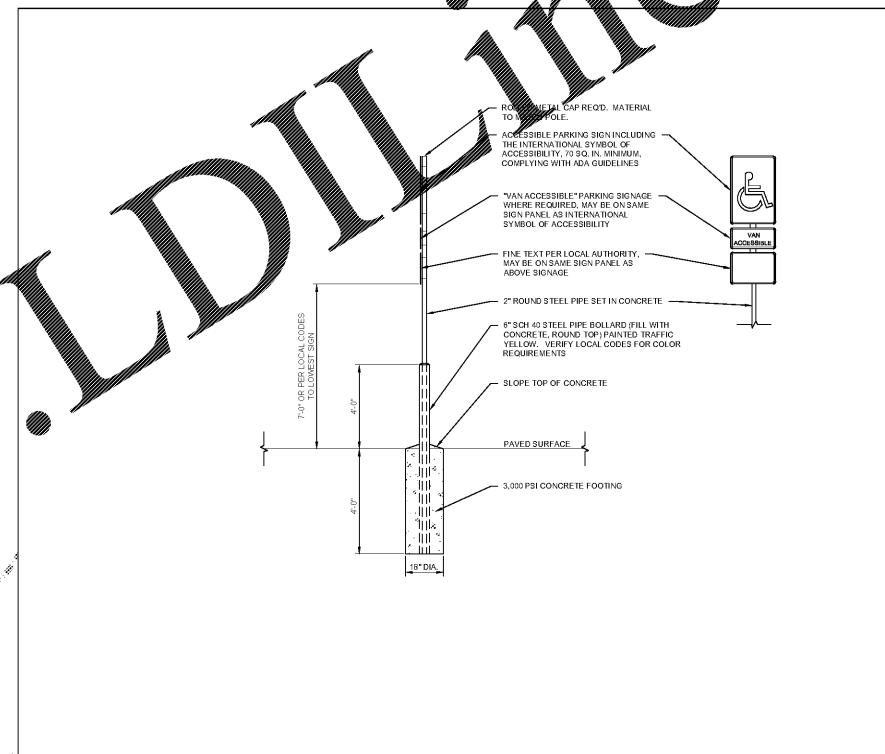 .LDILine
METAL CAP REQ'D. MATERIAL
TO POLE.
ACCESSIBLE PARKING SIGN INCLUDING
THE INTERNATIONAL SYMBOL OF
ACCESSIBILITY, 70 SQ. IN. MINIMUM,
COMPLYING WITH ADA GUIDELINES
"VAN ACCESSIBLE" PARKING SIGNAGE
WHERE REQUIRED, MAY BE ON SAME
SIGN PANEL AS INTERNATIONAL
SYMBOL OF ACCESSIBILITY
VAN
ACCESSIBLE
FINE TEXT PER LOCAL AUTHORITY,
MAY BE ON SAME SIGN PANEL AS
ABOVE SIGNAGE
2" ROUND STEEL PIPE SET IN CONCRETE
6" SCH 40 STEEL PIPE BOLLARD (FILL WITH
CONCRETE, ROUND TOP) PAINTED TRAFFIC
YELLOW. VERIFY LOCAL CODES FOR COLOR
REQUIREMENTS
7'-0" OR PER LOCAL CODES
TO LOWEST SIGN
4'-0"
SLOPE TOP OF CONCRETE
PAVED SURFACE
4'-0"
3,000 PSI CONCRETE FOOTING
18" DIA.